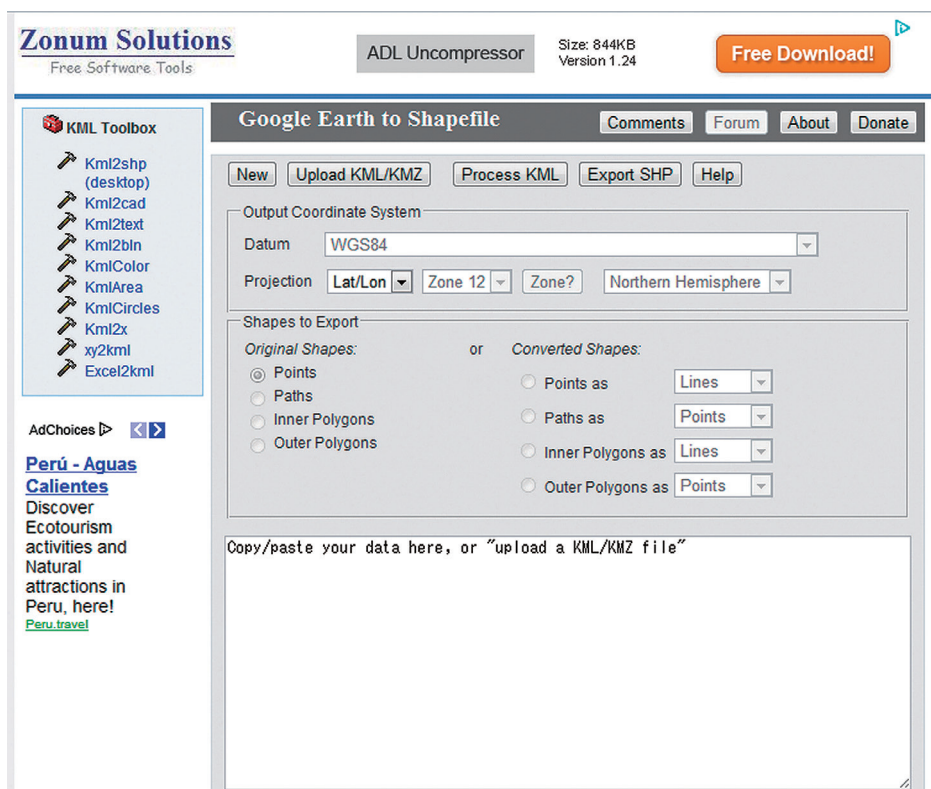 Zonum Solutions
Free Software Tools
ADL Uncompressor
Size: 844KB
Version 1.24
Free Download!
KML Toolbox
Kml2shp
(desktop)
Kml2cad
Kml2text
Kml2bln
KmlColor
KmlArea
KmlCircles
Kml2x
xy2kml
Excel2kml
AdChoices
Perú - Aguas
Calientes
Discover
Ecotourism
activities and
Natural
attractions in
Peru, here!
Peru.travel
Google Earth to Shapefile
Comments Forum About Donate
New Upload KML/KMZ Process KML Export SHP Help
Output Coordinate System
Datum WGS84
Projection Lat/Lon Zone 12 Zone? Northern Hemisphere
Shapes to Export
Original Shapes: or Converted Shapes:
Points
Paths
Inner Polygons
Outer Polygons
Points as Lines
Paths as Points
Inner Polygons as Lines
Outer Polygons as Points
Copy/paste your data here, or "upload a KML/KMZ file"